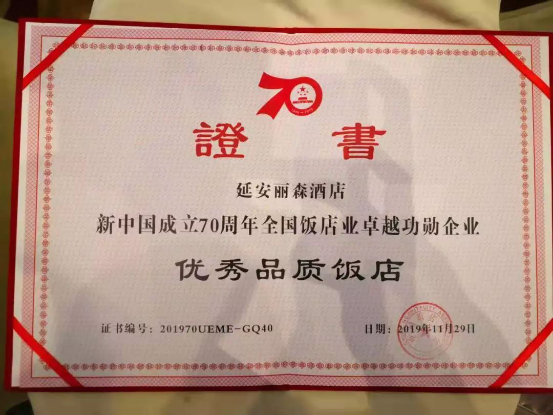 70
證書
延安丽森酒店
新中国成立70周年全国饭店业卓越功勋企业
优秀品质饭店
证书编号：201970UEME-GQ40
日期：2019年11月29日